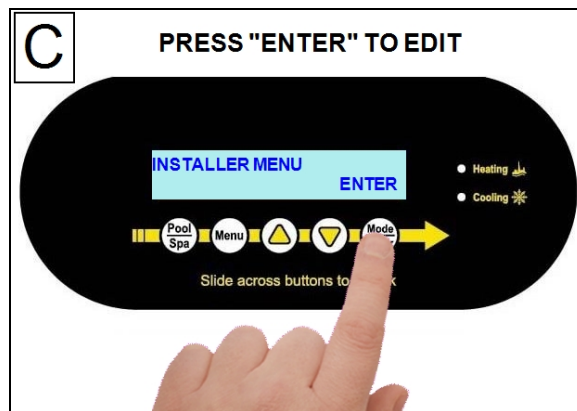 C
PRESS "ENTER" TO EDIT
INSTALLER MENU
ENTER
Heating
Cooling
Pool
Spa
Menu
Mode
Slide across buttons to